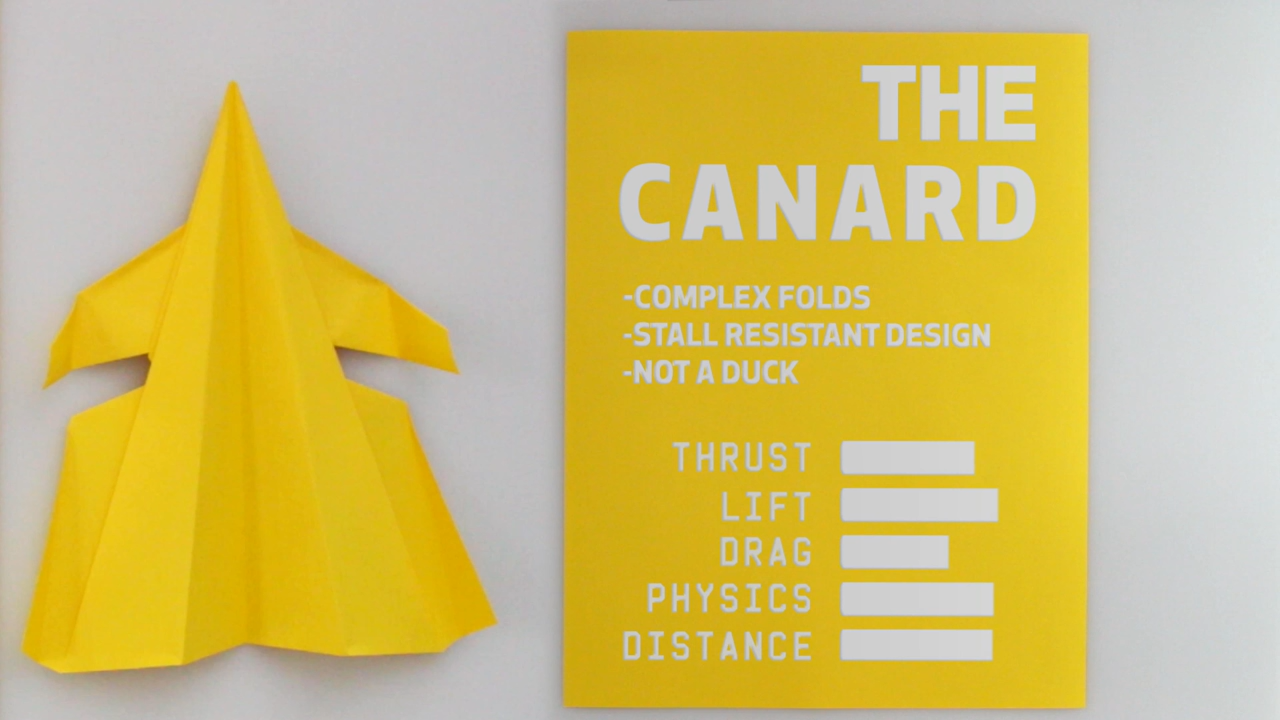 THE
CANARD
-COMPLEX FOLDS
-STALL RESISTANT DESIGN
-NOT A DUCK
THRUST
LIFT
DRAG
PHYSICS
DISTANCE